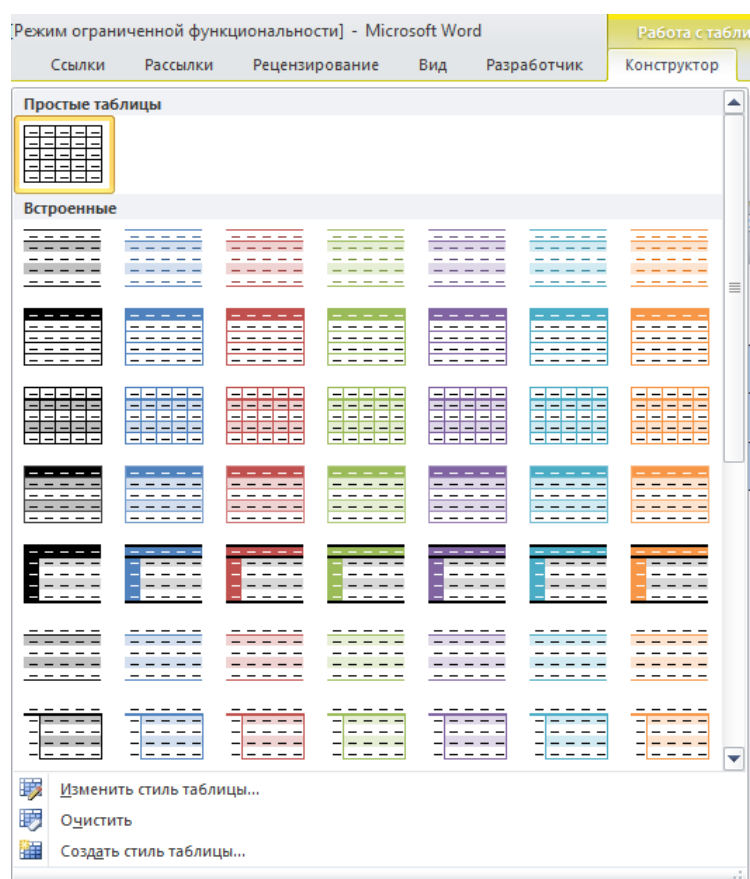 [Режим ограниченной функциональности] - Microsoft Word
Работа с табли
Ссылки Рассылки Рецензирование Вид Разработчик Конструктор
Простые таблицы
Встроенные
Изменить стиль таблицы...
Очистить
Создать стиль таблицы...